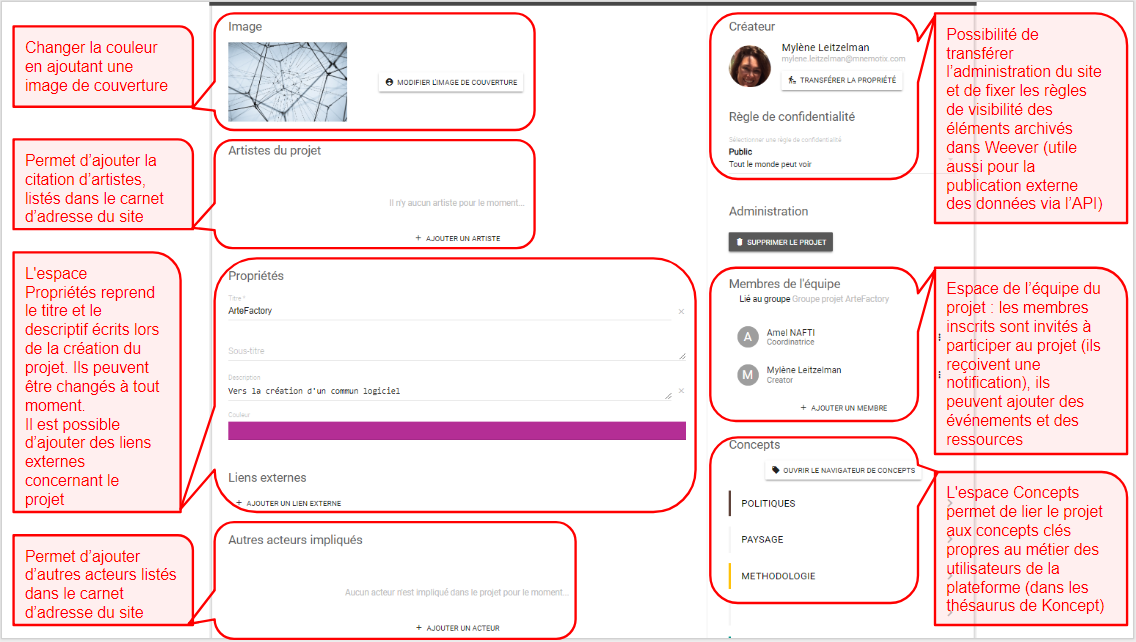 Changer la couleur
en ajoutant une
image de couverture
Image
MODIFIER L'IMAGE DE COUVERTURE
Permet d'ajouter la
citation d'artistes,
listés dans le carnet
d'adresse du site
Artistes du projet
Il n'y aucun artiste pour le moment...
+ AJOUTER UN ARTISTE
L'espace
Propriétés reprend
le titre et le
descriptif écrits lors
de la création du
projet. Ils peuvent
être changés à tout
moment.
Il est possible
d'ajouter des liens
externes
concernant le
projet
Propriétés
Titre *
ArteFactory
Sous-titre
Description
Vers la création d'un commun logiciel
Couleur
Liens externes
+ AJOUTER UN LIEN EXTERNE
Permet d'ajouter
d'autres acteurs listés
dans le carnet
d'adresse du site
Autres acteurs impliqués
Aucun acteur n'est impliqué dans le projet pour le moment...
+ AJOUTER UN ACTEUR
Créateur
Mylène Leitzelman
mylene.leitzelman@mnemotix.com
TRANSFÉRER LA PROPRIÉTÉ
Règle de confidentialité
Sélectionner une règle de confidentialité
Public
Tout le monde peut voir
Possibilité de
transférer
l'administration du site
et de fixer les règles
de visibilité des
éléments archivés
dans Weever (utile
aussi pour la
publication externe
des données via l'API)
Administration
SUPPRIMER LE PROJET
Membres de l'équipe
Lié au groupe Groupe projet ArteFactory
A
Amel NAFTI
Coordinatrice
M
Mylène Leitzelman
Creator
+ AJOUTER UN MEMBRE
Espace de l'équipe du
projet : les membres
inscrits sont invités à
participer au projet (ils
reçoivent une
notification), ils
peuvent ajouter des
événements et des
ressources
Concepts
OUVRIR LE NAVIGATEUR DE CONCEPTS
POLITIQUES
PAYSAGE
METHODOLOGIE
L'espace Concepts
permet de lier le projet
aux concepts clés
propres au métier des
utilisateurs de la
plateforme (dans les
thésaurus de Koncept)